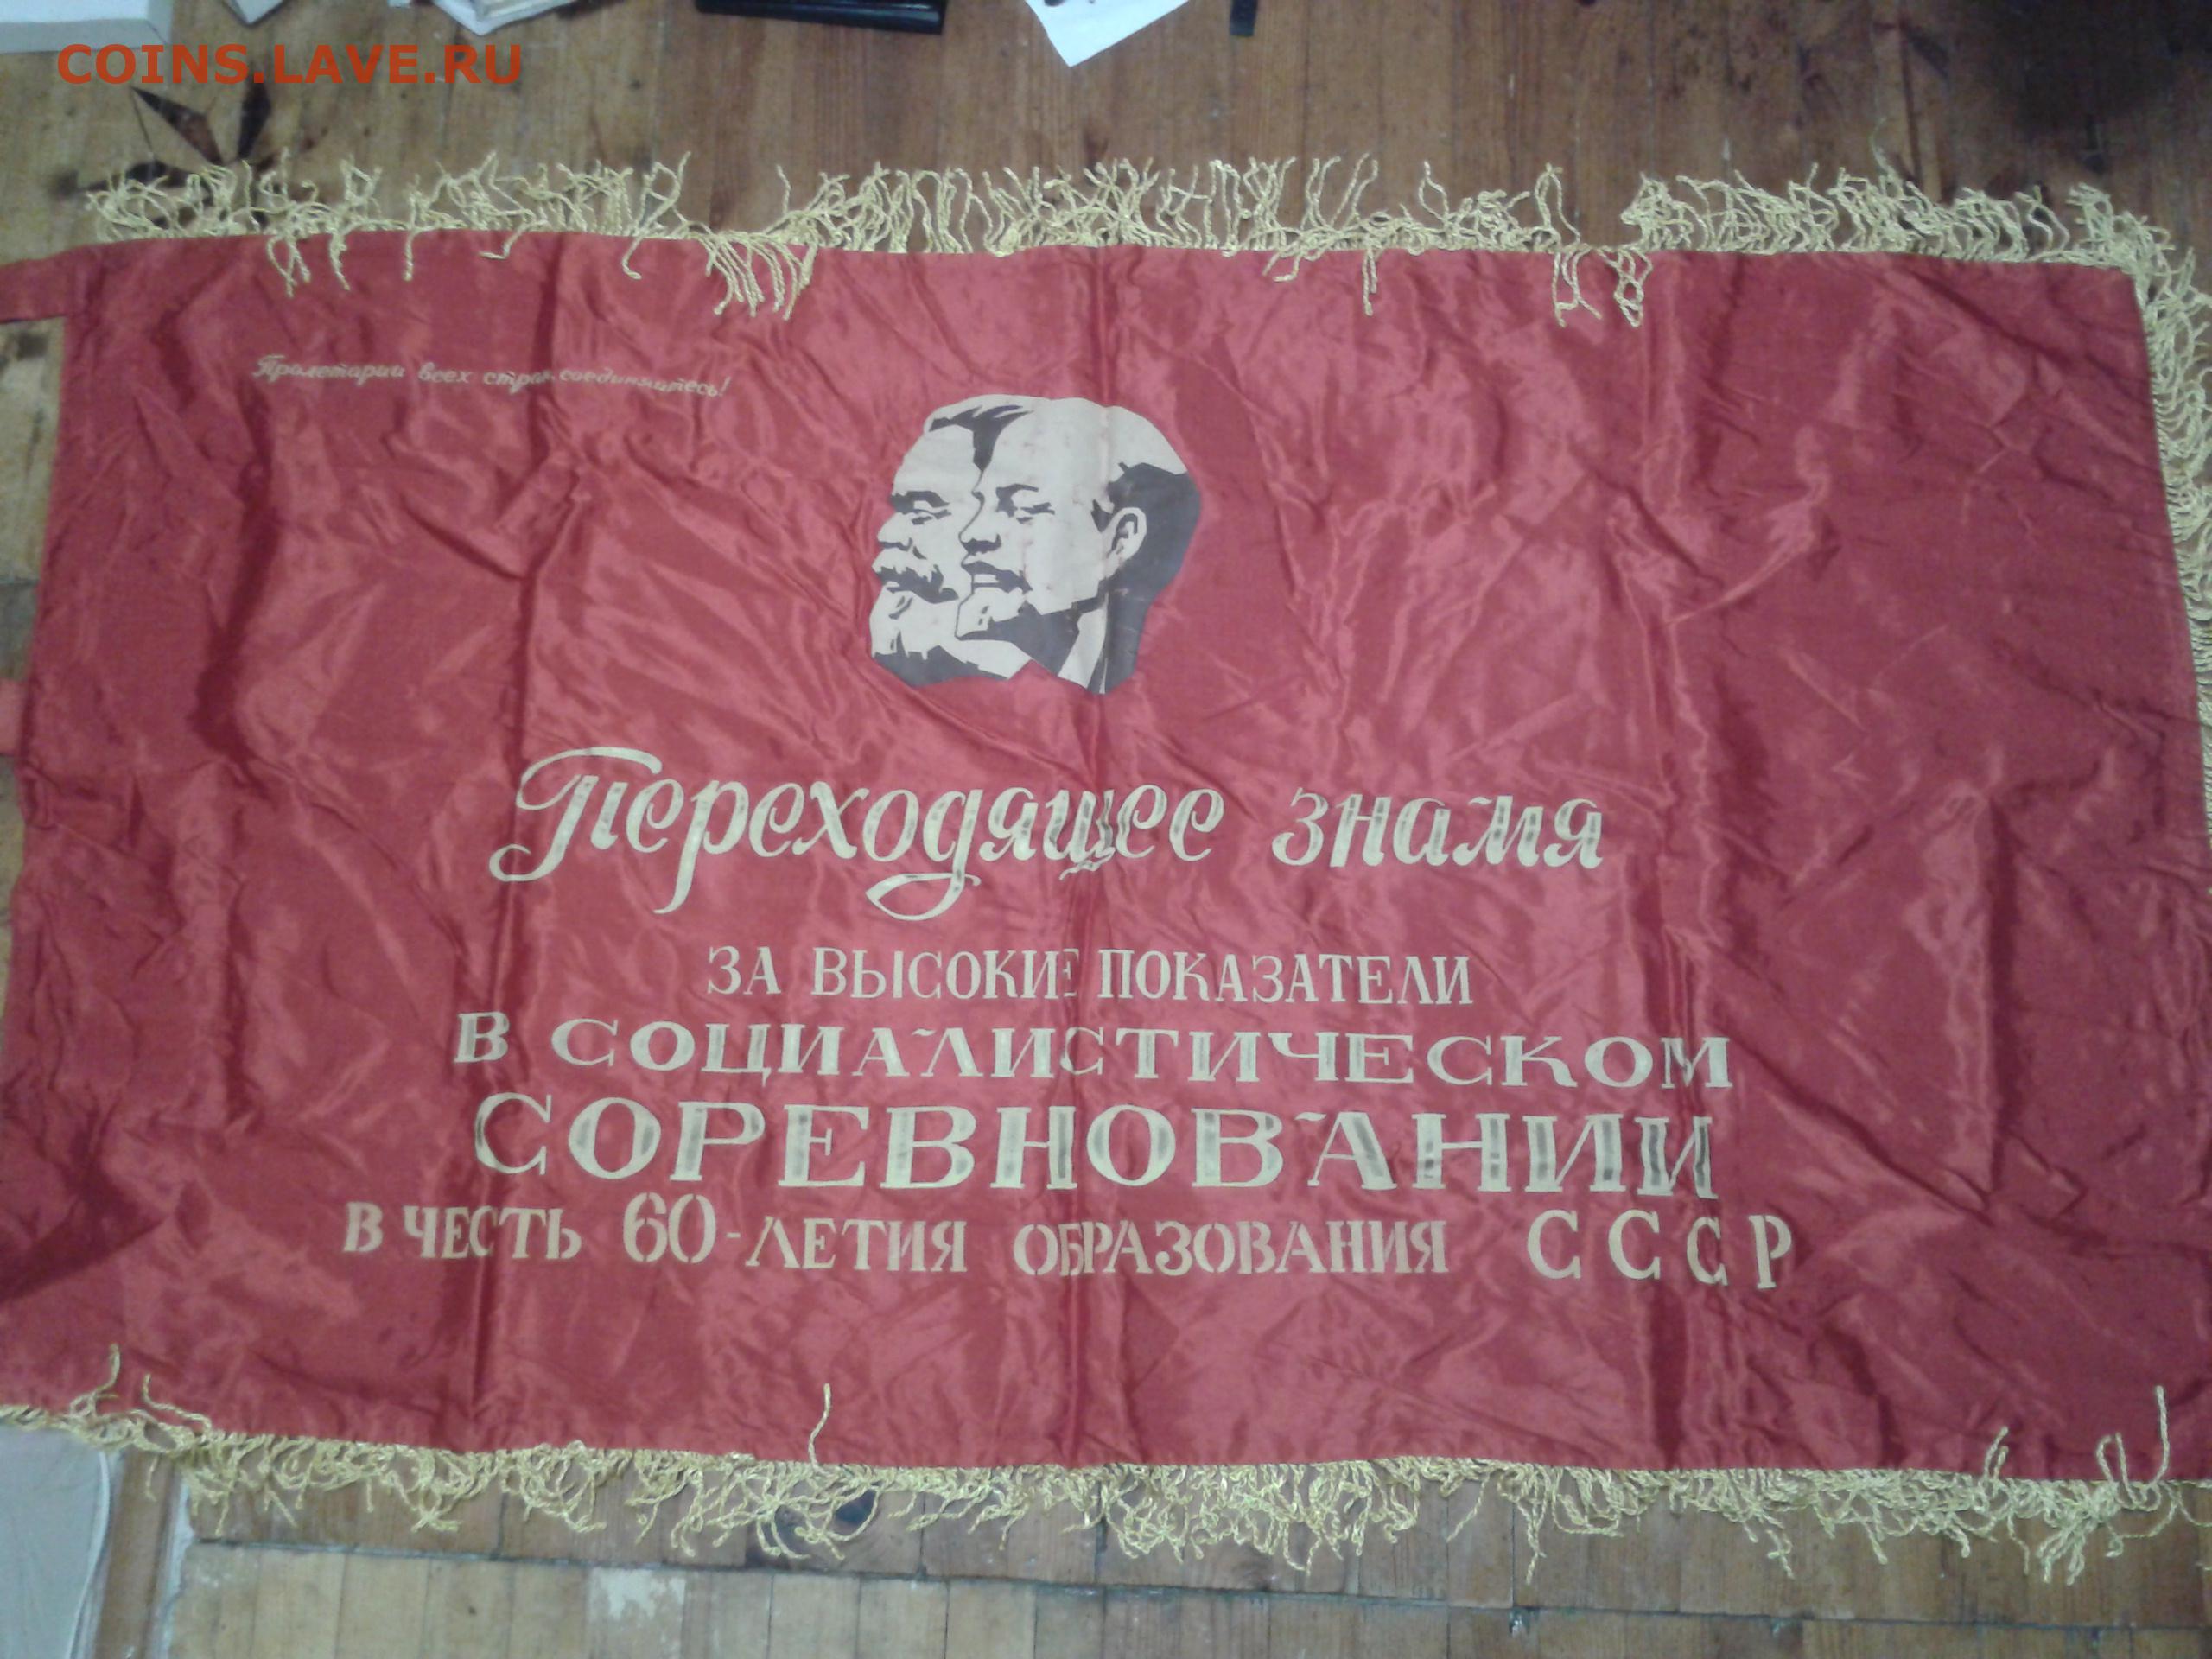 COINS.LAVE.RU
Пролетарии всех стран, соединяйтесь!
Переходящее знамя
ЗА ВЫСОКИЕ ПОКАЗАТЕЛИ
В СОЦИАЛИСТИЧЕСКОМ
СОРЕВНОВАНИИ
В ЧЕСТЬ 60-ЛЕТИЯ ОБРАЗОВАНИЯ СССР